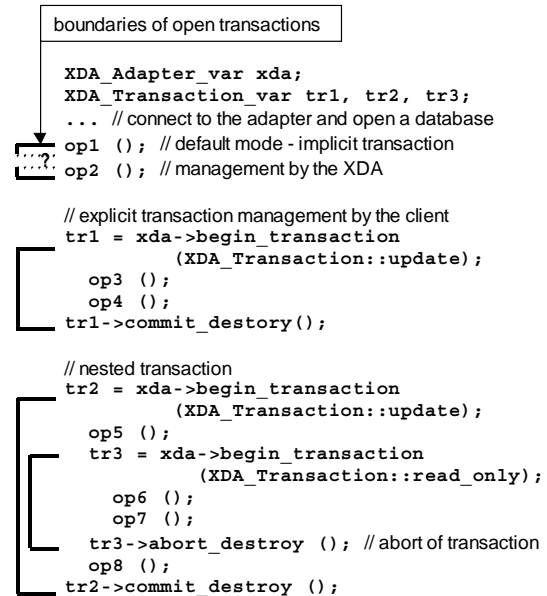 boundaries of open transactions
XDA_Adapter_var xda;
XDA_Transaction_var tr1, tr2, tr3;
... // connect to the adapter and open a database
op1 (); // default mode - implicit transaction
? op2 (); // management by the XDA
// explicit transaction management by the client
tr1 = xda->begin_transaction
(XDA_Transaction::update);
op3 ();
op4 ();
tr1->commit_destory();
// nested transaction
tr2 = xda->begin_transaction
(XDA_Transaction::update);
op5 ();
tr3 = xda->begin_transaction
(XDA_Transaction::read_only);
op6 ();
op7 ();
tr3->abort_destroy (); // abort of transaction
op8 ();
tr2->commit_destroy ();